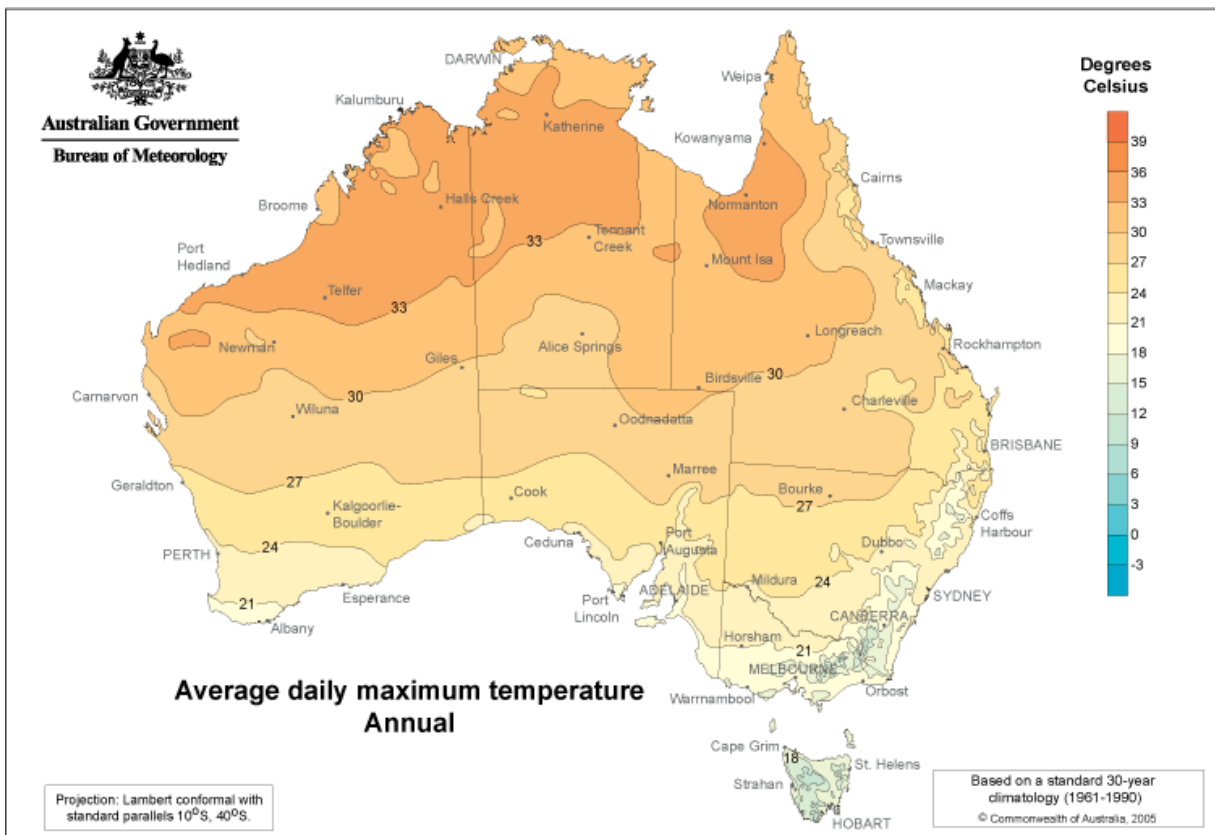 Australian Government
Bureau of Meteorology
Degrees
Celsius
39
36
33
30
27
24
21
18
15
12
9
6
3
0
-3
DARWIN
Weipa
Kalumburu
Katherine
Kowanyama
Cairns
Halls Creek
Broome
Normanton
Tennant
Creek
33
Townsville
Port
Hedland
Mount Isa
Mackay
Telfer
33
Longreach
Newman
Alice Springs
Rockhampton
Giles
Birdsville
30
Carnarvon
30
Wiluna
Charleville
Oodnadatta
BRISBANE
Marree
Geraldton
27
Cook
Bourke
27
Kalgoorlie-
Boulder
Coffs
Harbour
Ceduna
Port
Augusta
Dubbo
PERTH
24
Mildura
24
Esperance
Port
Lincoln
ADELAIDE
SYDNEY
21
Albany
CANBERRA
Horsham
21
MELBOURNE
Warrnambool
Orbost
Average daily maximum temperature
Annual
Cape Grim
18
St. Helens
Strahan
HOBART
Projection: Lambert conformal with
standard parallels 10°S, 40°S.
Based on a standard 30-year
climatology (1961-1990)
© Commonwealth of Australia, 2005